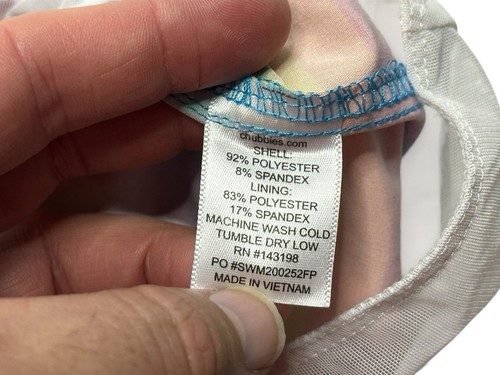 chubbies.com
SHELL:
92% POLYESTER
8% SPANDEX
LINING:
83% POLYESTER
17% SPANDEX
MACHINE WASH COLD
TUMBLE DRY LOW
RN #143198
PO #SWM200252FP
MADE IN VIETNAM